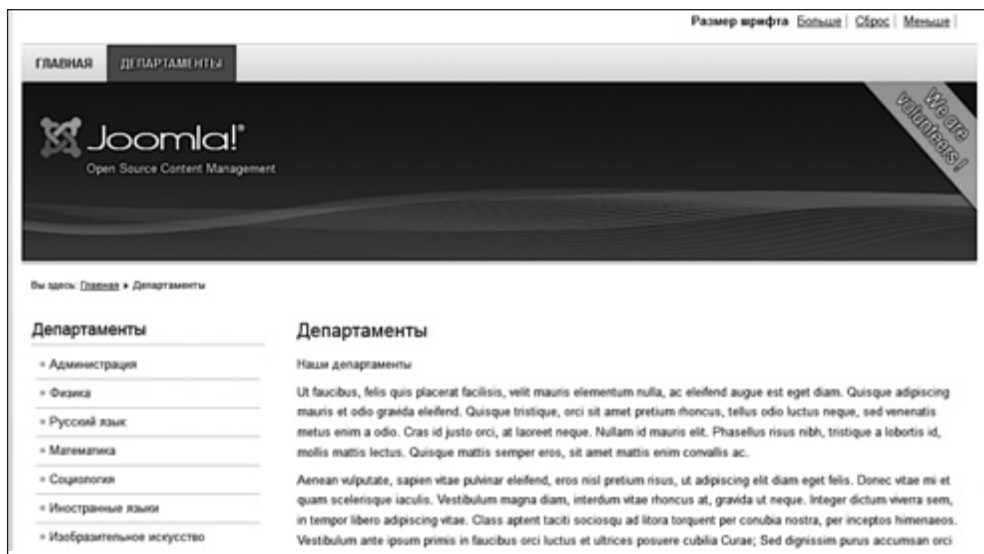 Размер шрифта Больше | Сброс | Меньше |
ГЛАВНАЯ ДЕПАРТАМЕНТЫ
We are
volunteers!
Joomla!®
Open Source Content Management
Вы здесь: Главная ▸ Департаменты
Департаменты
Администрация
Физика
Русский язык
Математика
Социология
Иностранные языки
Изобразительное искусство
Департаменты
Наши департаменты
Ut faucibus, felis quis placerat facilisis, velit mauris elementum nulla, ac eleifend augue est eget diam. Quisque adipiscing
mauris et odio gravida eleifend. Quisque tristique, orci sit amet pretium rhoncus, tellus odio luctus neque, sed venenatis
metus enim a odio. Cras id justo orci, at laoreet neque. Nullam id mauris elit. Phasellus risus nibh, tristique a lobortis id,
mollis mattis lectus. Quisque mattis semper eros, sit amet mattis enim convallis ac.
Aenean vulputate, sapien vitae pulvinar eleifend, eros nisl pretium risus, ut adipiscing elit diam eget felis. Donec vitae mi et
quam scelerisque iaculis. Vestibulum magna diam, interdum vitae rhoncus at, gravida ut neque. Integer dictum viverra sem,
in tempor libero adipiscing vitae. Class aptent taciti sociosqu ad litora torquent per conubia nostra, per inceptos himenaeos.
Vestibulum ante ipsum primis in faucibus orci luctus et ultrices posuere cubilia Curae; Sed dignissim purus accumsan orci